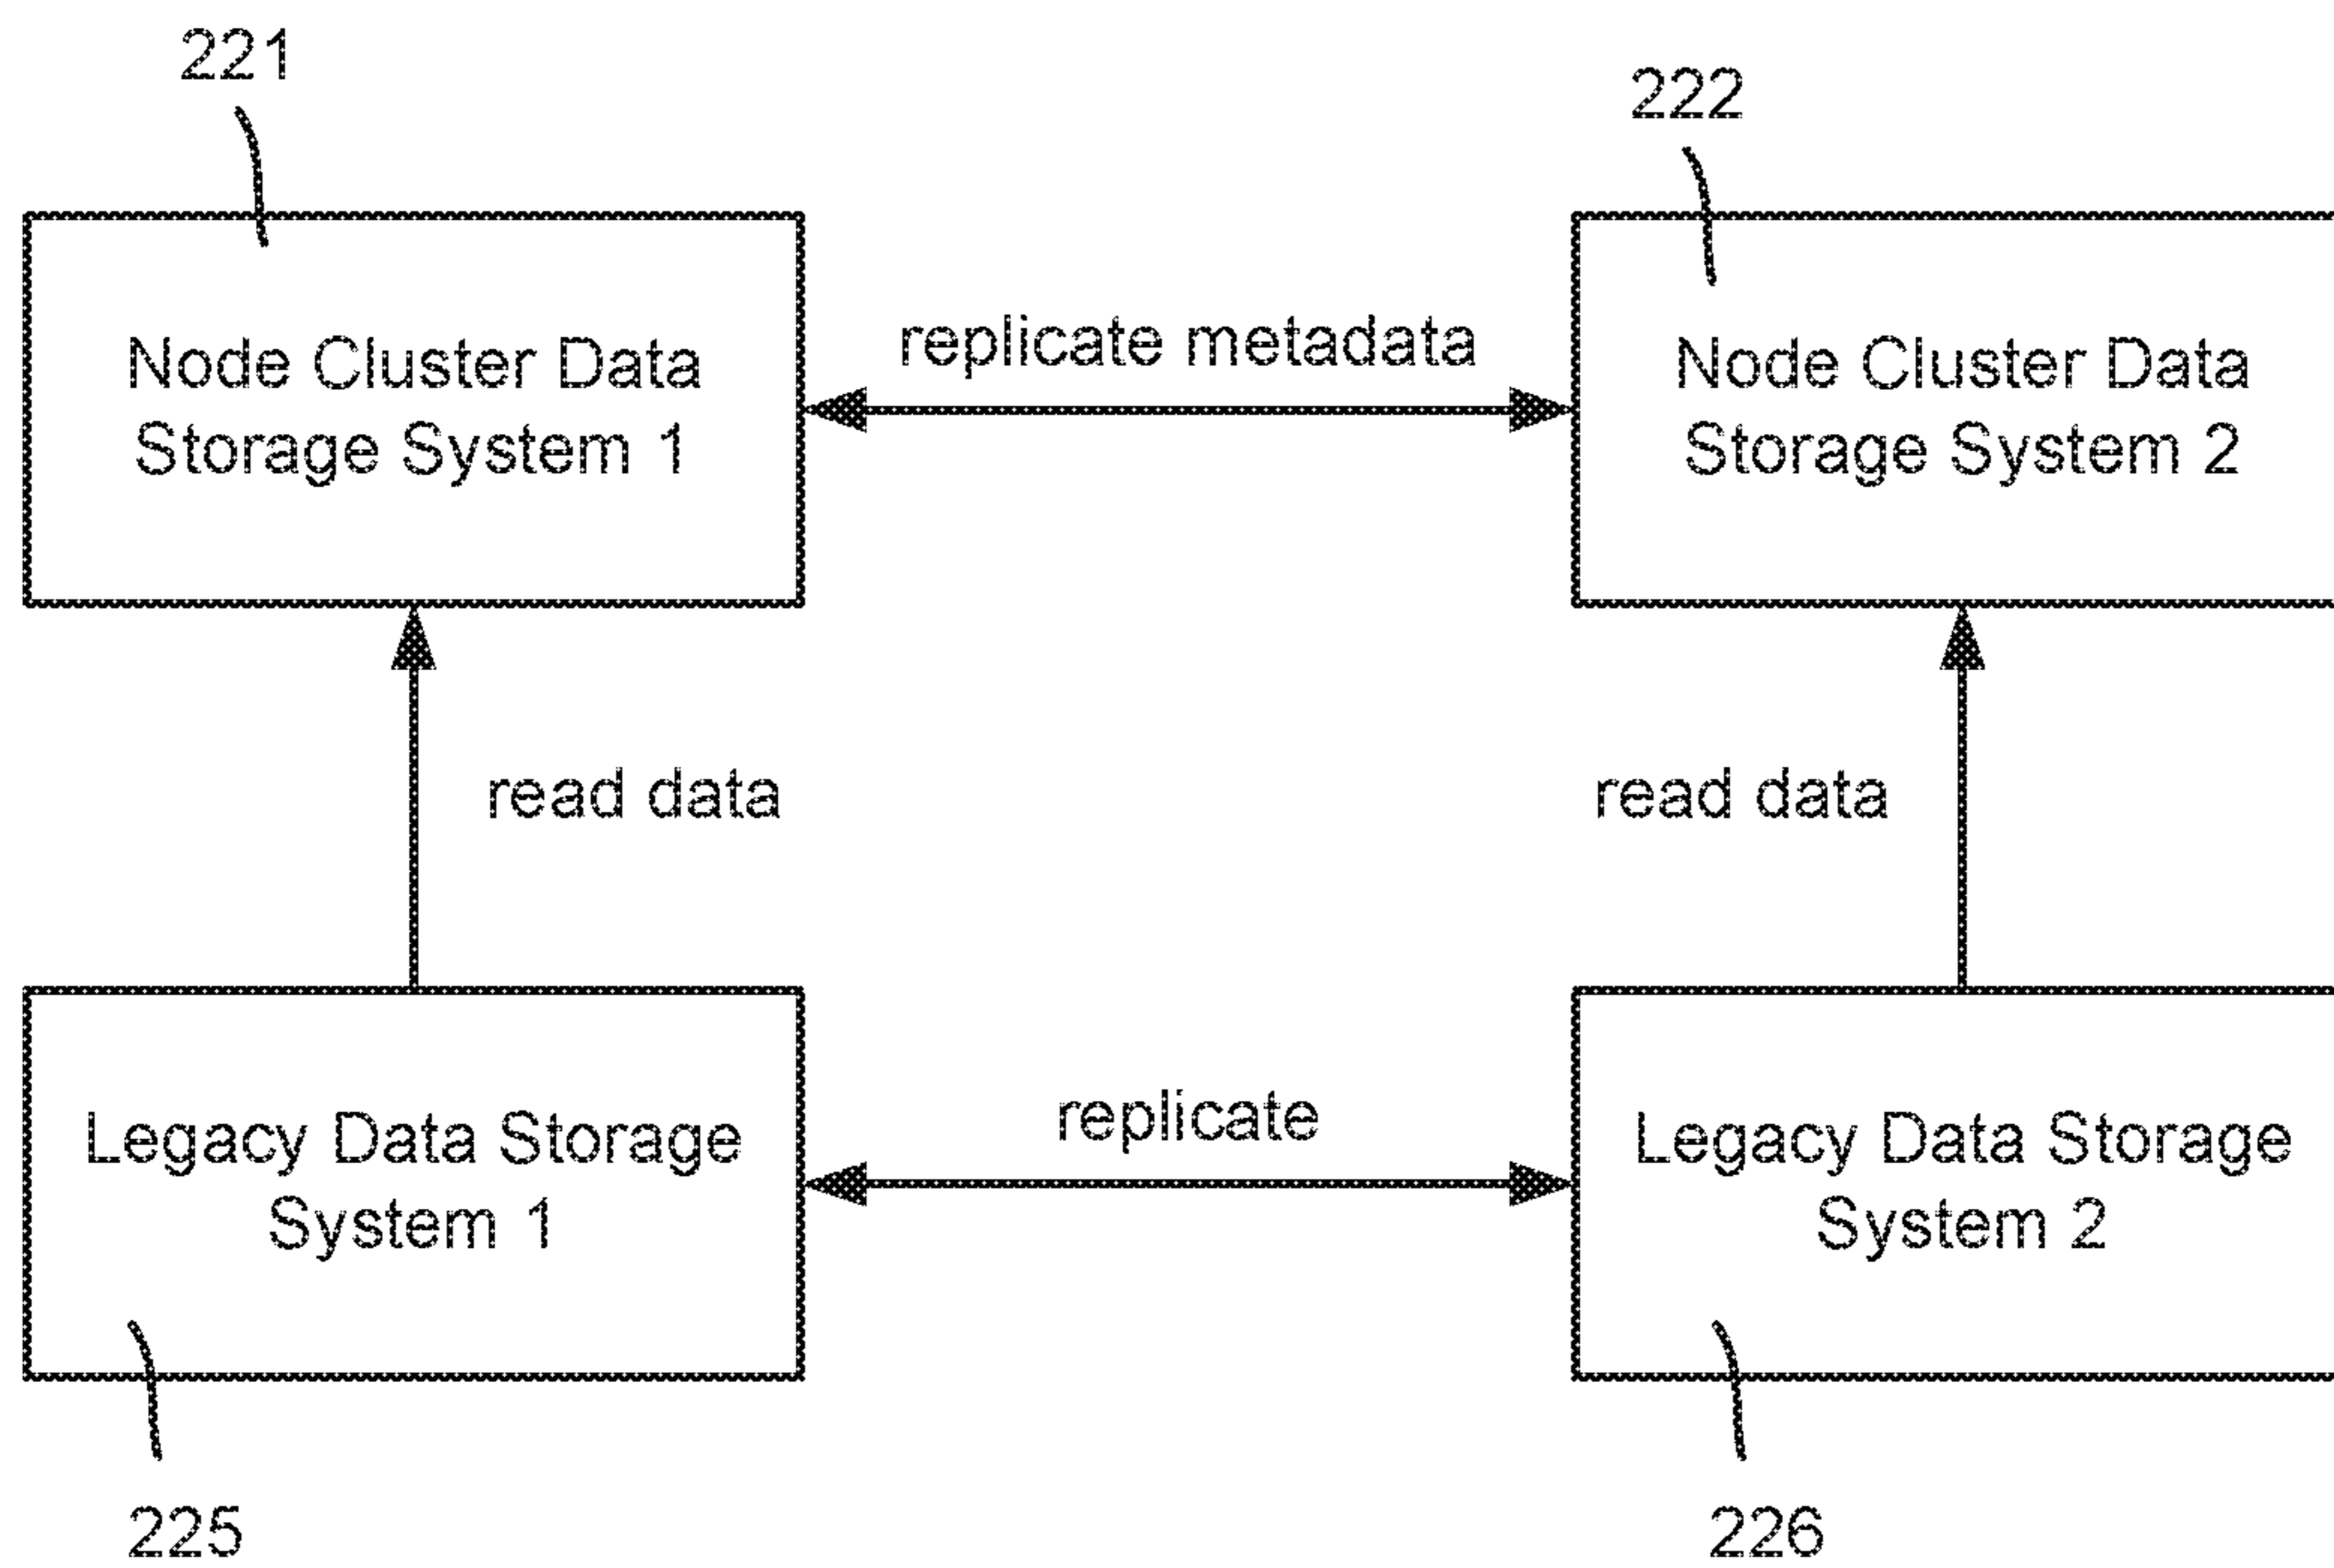 221
222
Node Cluster Data
Storage System 1
replicate metadata
Node Cluster Data
Storage System 2
read data
read data
Legacy Data Storage
System 1
replicate
Legacy Data Storage
System 2
225
226